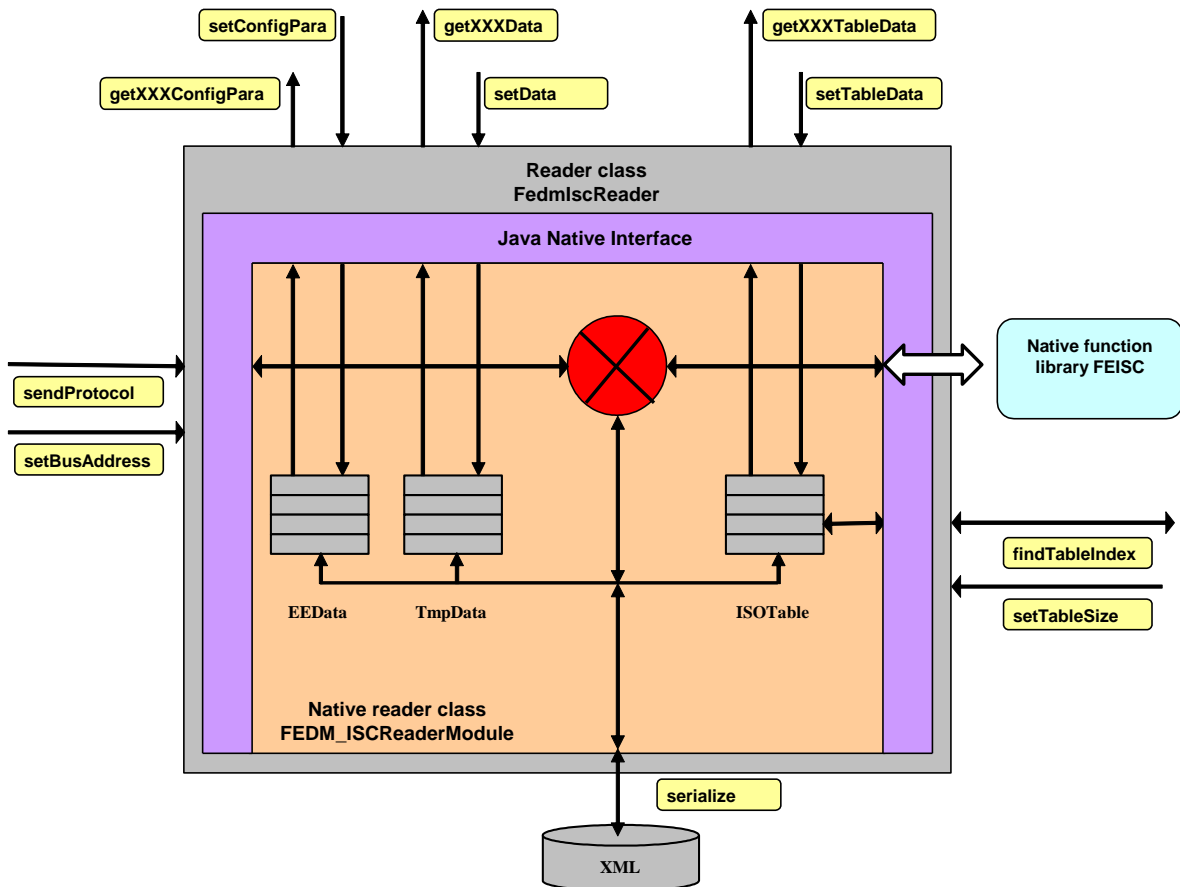 setConfigPara
getXXXData
getXXXTableData
getXXXConfigPara
setData
setTableData
Reader class
FedmIscReader
Java Native Interface
Native function
library FEISC
sendProtocol
setBusAddress
findTableIndex
EEData
TmpData
ISOTable
setTableSize
Native reader class
FEDM_ISCReaderModule
serialize
XML